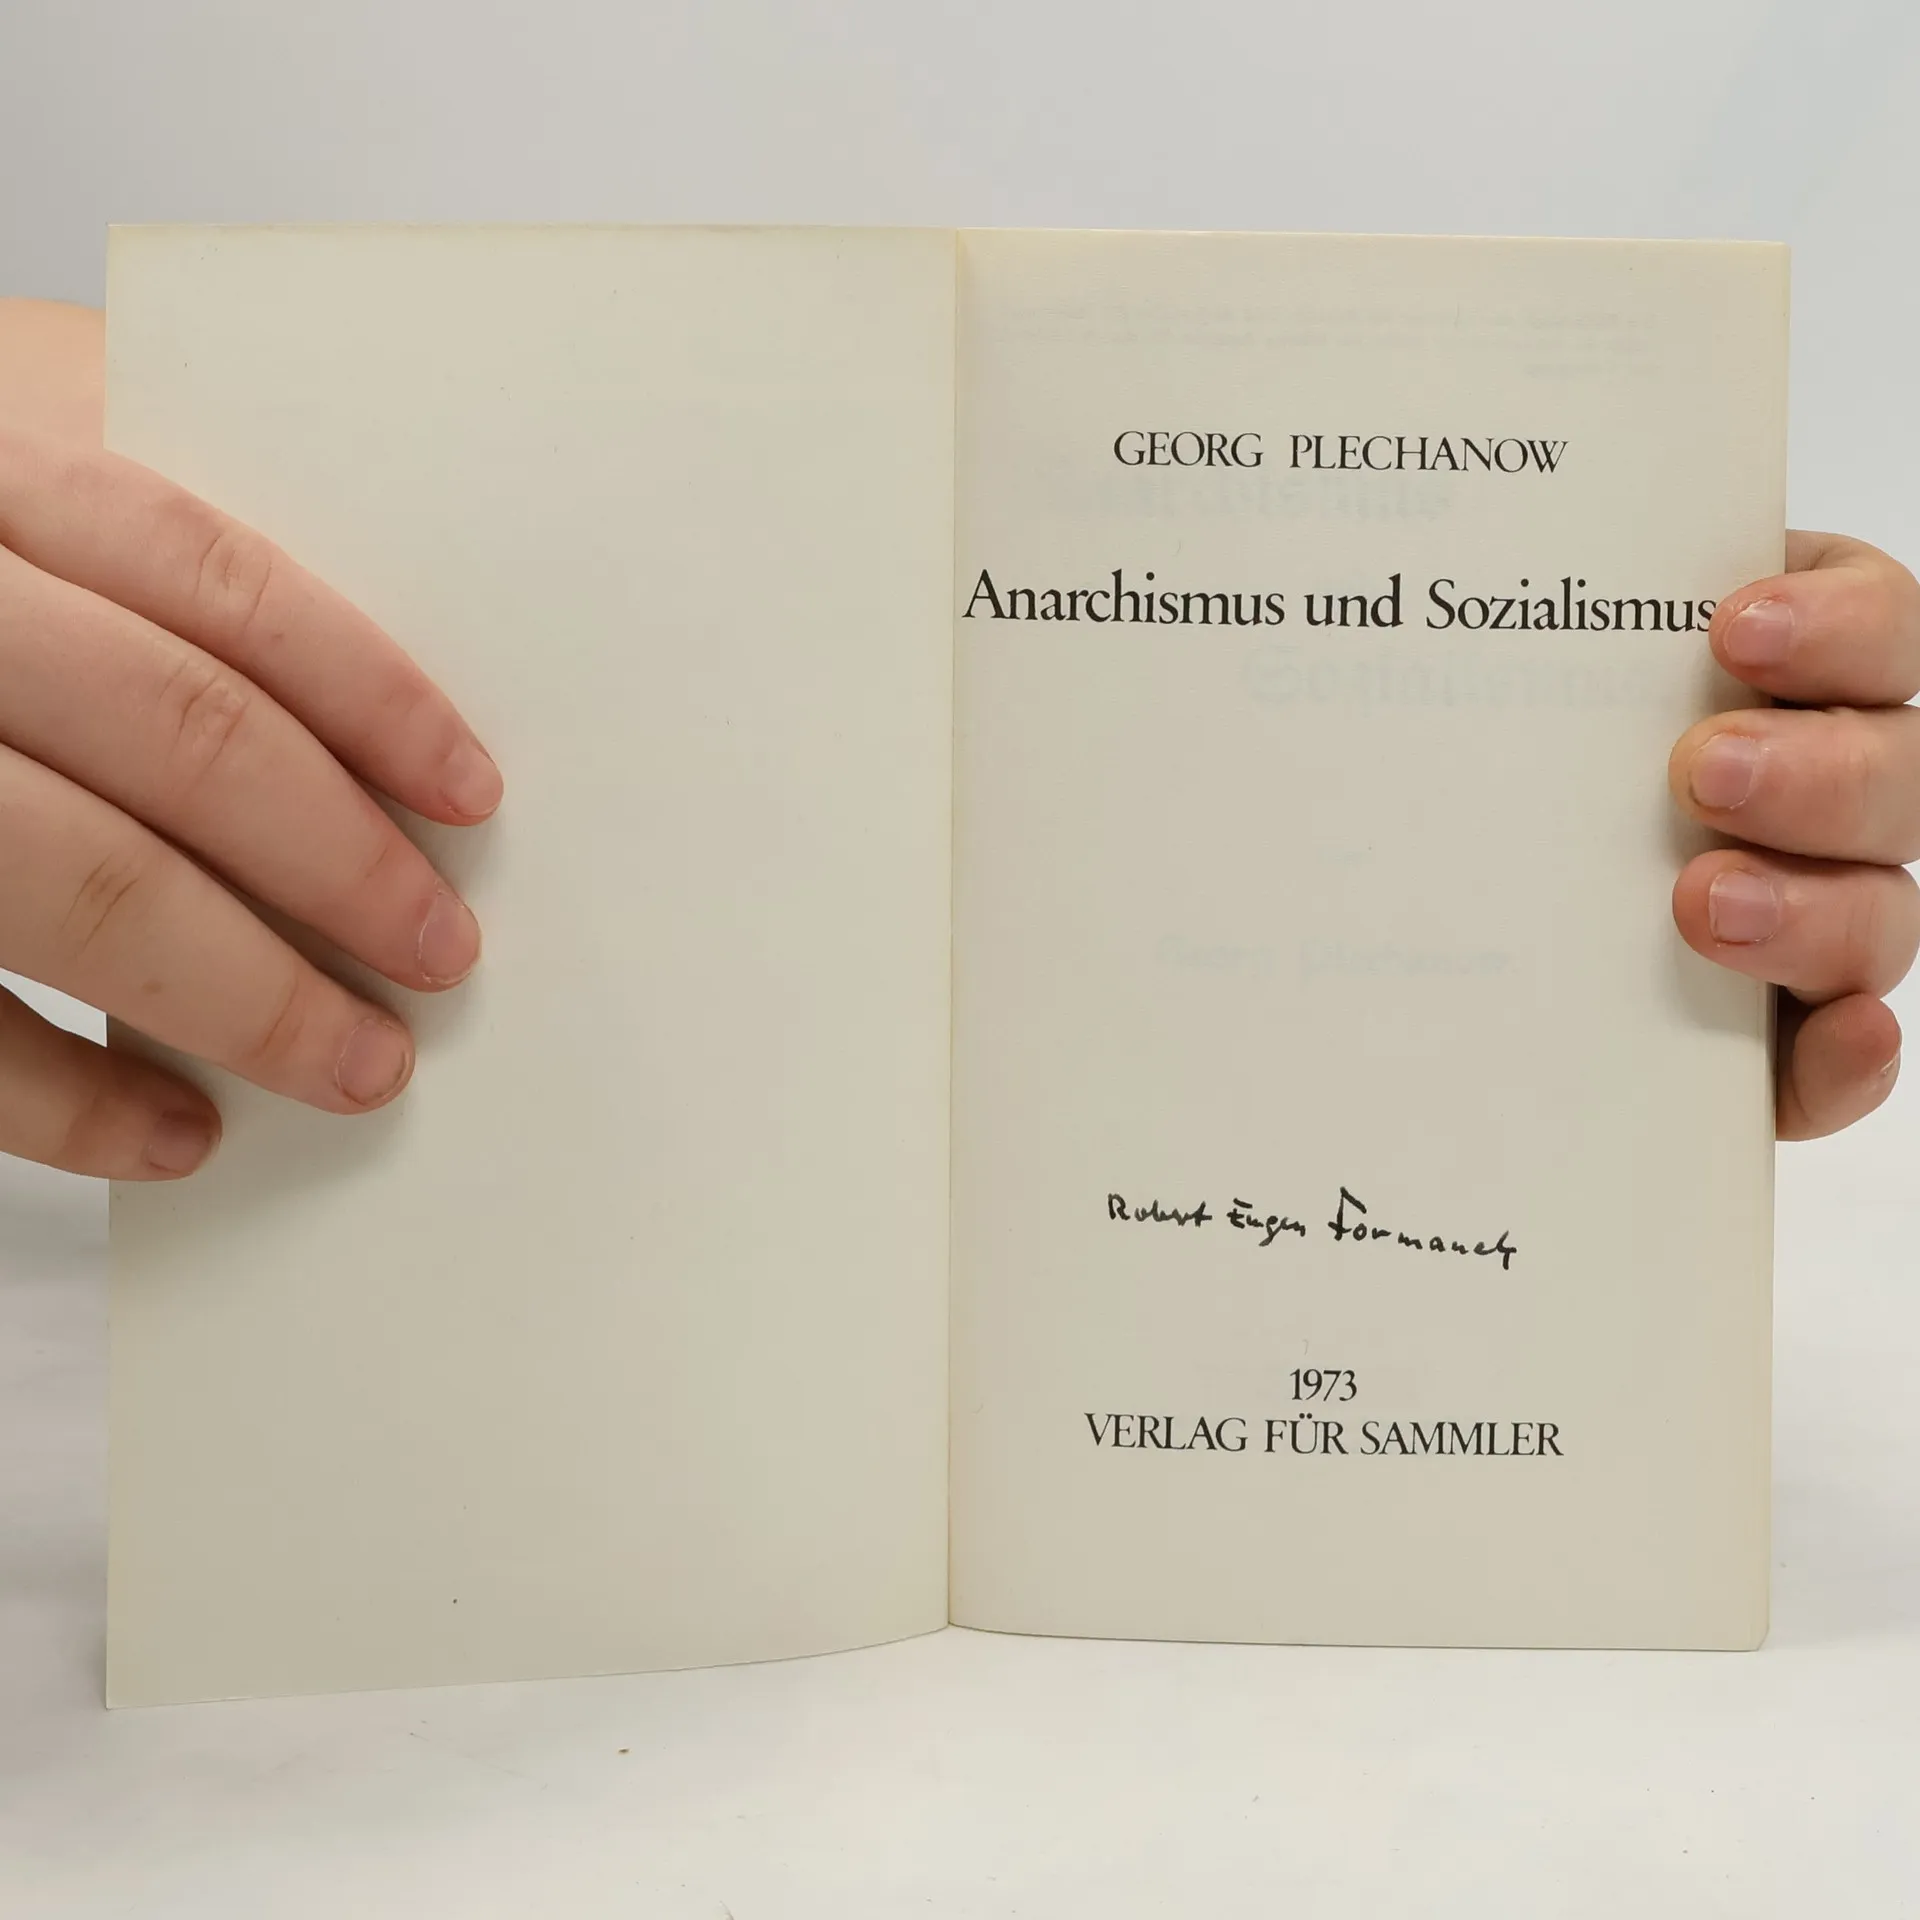 GEORG PLECHANOW
Anarchismus und Sozialismus
Robert Eugen Formanek
1973
VERLAG FÜR SAMMLER